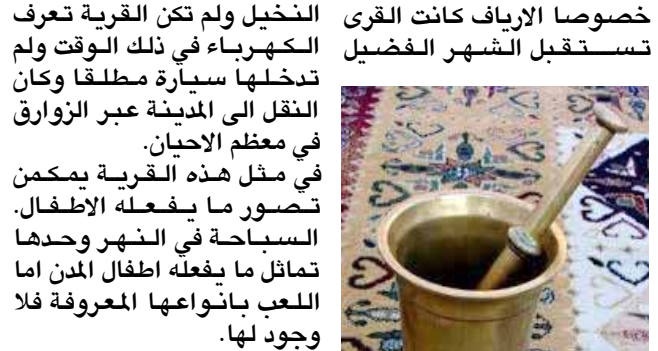 خصوصا الارياف كانت القرى
تستقبل الشهر الفضيل
النخيل ولم تكن القرية تعرف
الكهرباء في ذلك الوقت ولم
تدخلها سيارة مطلقا وكان
النقل الى المدينة عبر الزوارق
في معظم الاحيان.
في مثل هذه القرية يمكمن
تصور ما يفعله الاطفال.
السباحة في النهر وحدها
تماثل ما يفعله اطفال المدن اما
اللعب بانواعها المعروفة فلا
وجود لها.